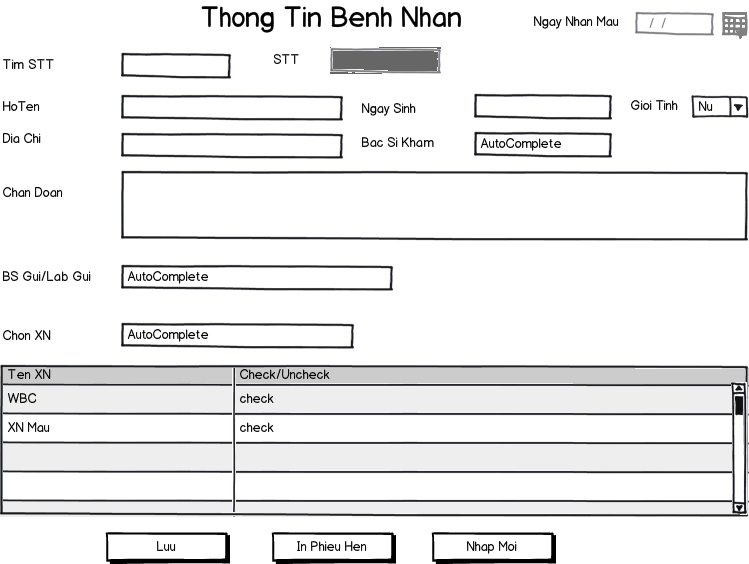 Thong Tin Benh Nhan
Ngay Nhan Mau / /
Tim STT STT
HoTen Ngay Sinh Gioi Tinh Nu
Dia Chi Bac Si Kham AutoComplete
Chan Doan
BS Gui/Lab Gui AutoComplete
Chon XN AutoComplete
Ten XN Check/Uncheck
WBC check
XN Mau check
Luu In Phieu Hen Nhap Moi